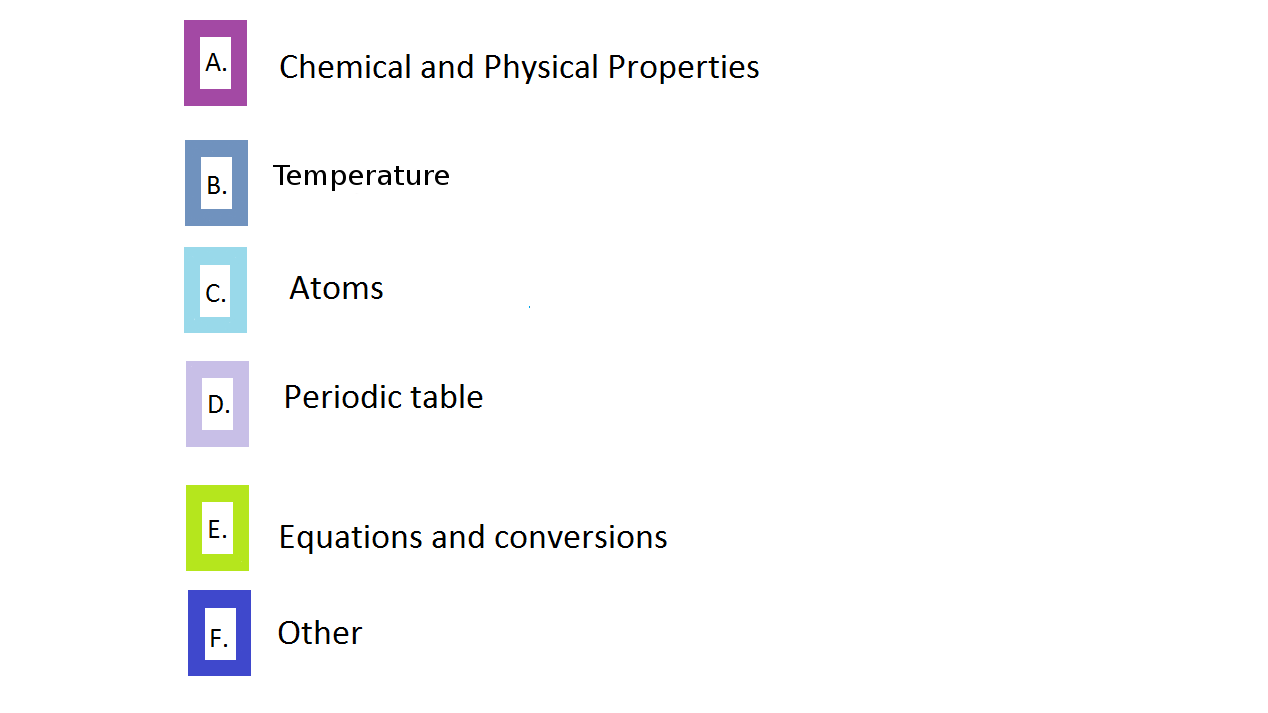 A. Chemical and Physical Properties
B. Temperature
C. Atoms
D. Periodic table
E. Equations and conversions
F. Other